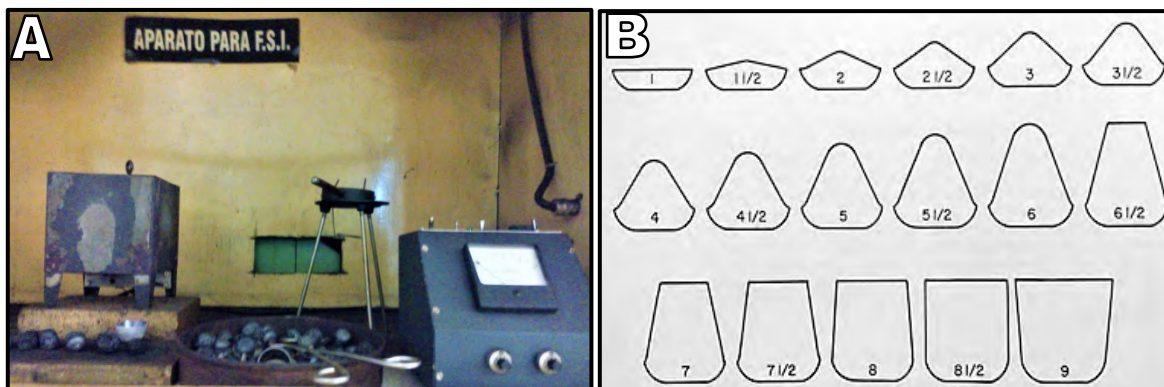 A
APARATO PARA F.S.I.
B
1 1 1/2 2 2 1/2 3 3 1/2
4 4 1/2 5 5 1/2 6 6 1/2
7 7 1/2 8 8 1/2 9